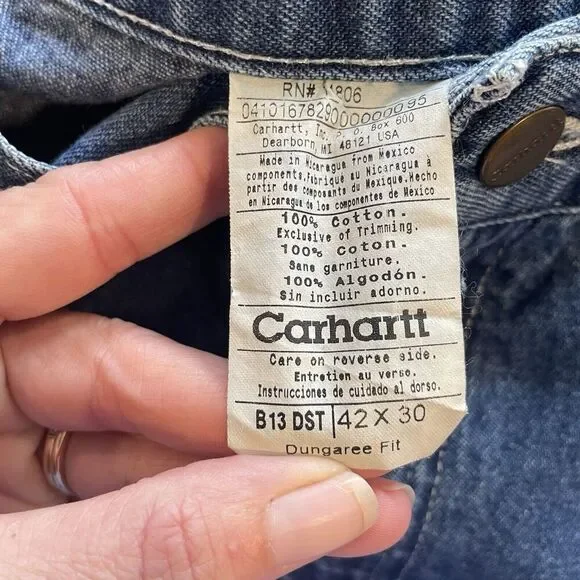 RN# 806
Carhartt, Inc. P. O. Box 600
Dearborn, MI 48121 USA
Made in Nicaragua from Mexico
components. Fabriqué au Nicaragua à
partir des composants du Mexique. Hecho
en Nicaragua de los componentes de México
100% Cotton.
Exclusive of Trimming.
100% Coton.
Sans garniture.
100% Algodón.
Sin incluir adorno.
Carhartt
Care on reverse side.
Entretien au verso.
Instrucciones de cuidado al dorso.
B13 DST 42 X 30
Dungaree Fit